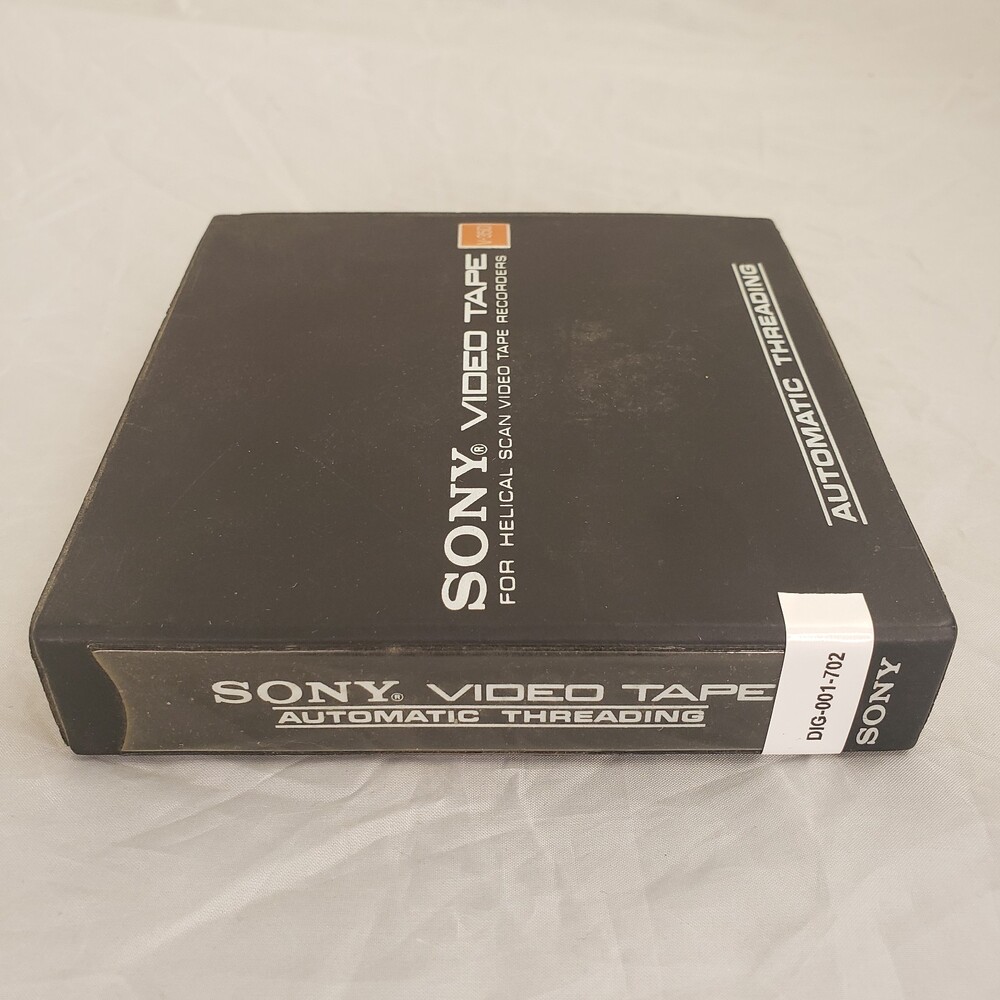 SONY® VIDEO TAPE
FOR HELICAL SCAN VIDEO TAPE RECORDERS
AUTOMATIC THREADING
SONY® VIDEO TAPE
AUTOMATIC THREADING
DIG-001-702
SONY